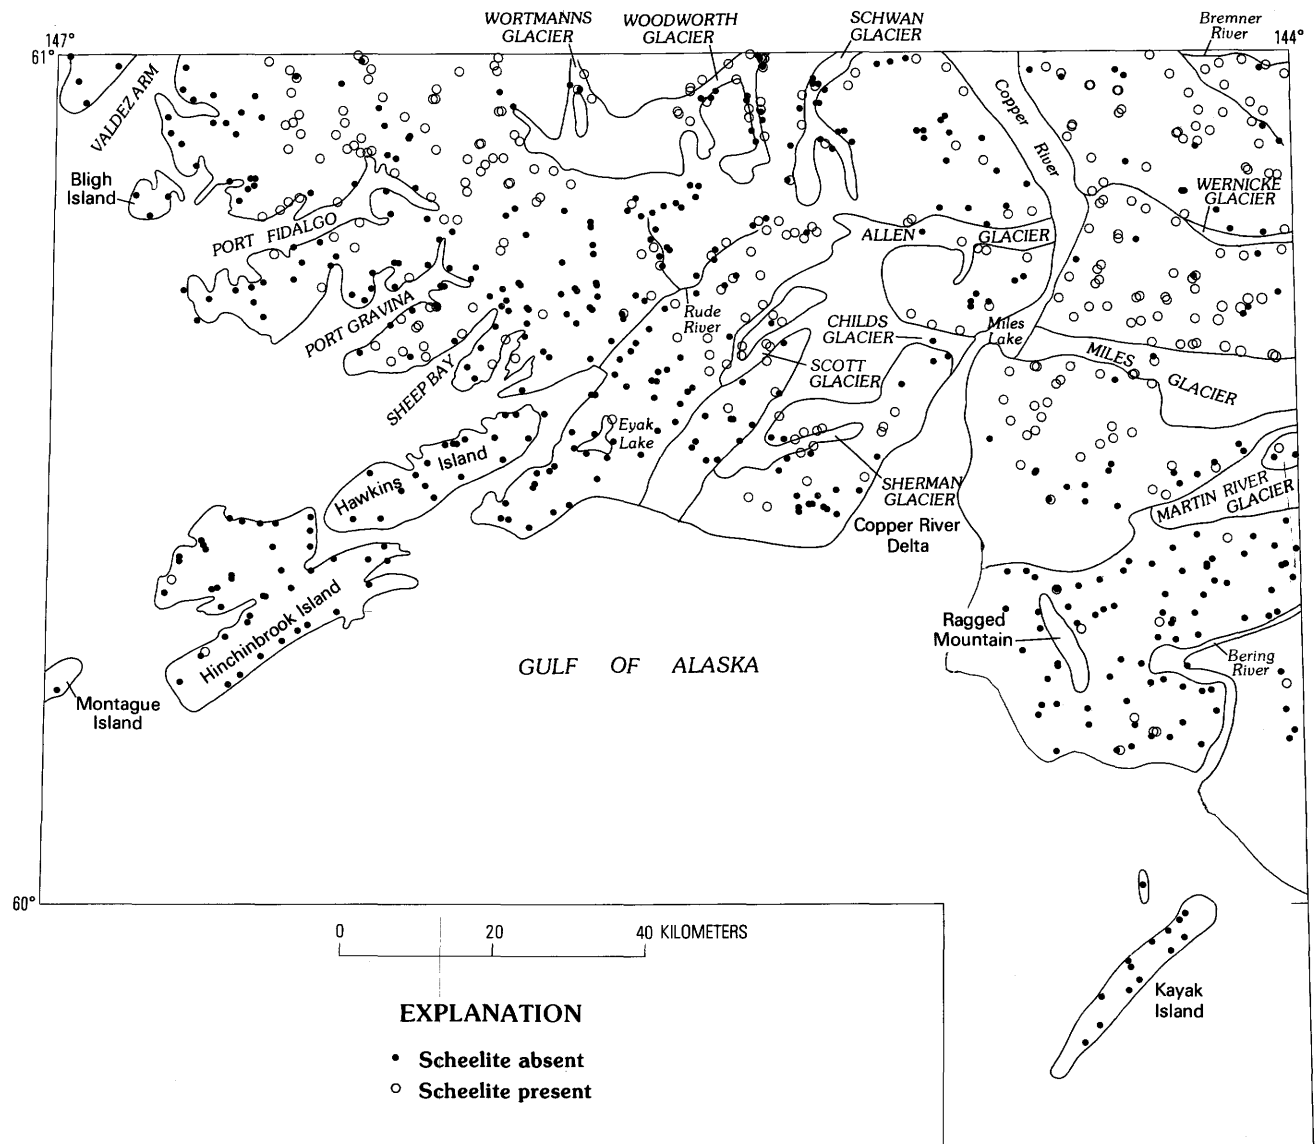 WORTMANNS
GLACIER
WOODWORTH
GLACIER
SCHWAN
GLACIER
Bremner
River
147°
144°
61°
VALDEZ ARM
Copper River
Bligh
Island
WERNICKE
GLACIER
PORT FIDALGO
ALLEN GLACIER
PORT GRAVINA
Rude
River
CHILDS
GLACIER
Miles
Lake
MILES GLACIER
SCOTT
GLACIER
SHEEP BAY
Eyak
Lake
Hawkins Island
SHERMAN
GLACIER
MARTIN RIVER
GLACIER
Copper River
Delta
Hinchinbrook Island
Ragged
Mountain
GULF OF ALASKA
Bering
River
Montague
Island
60°
0 20 40 KILOMETERS
Kayak
Island
EXPLANATION
• Scheelite absent
○ Scheelite present